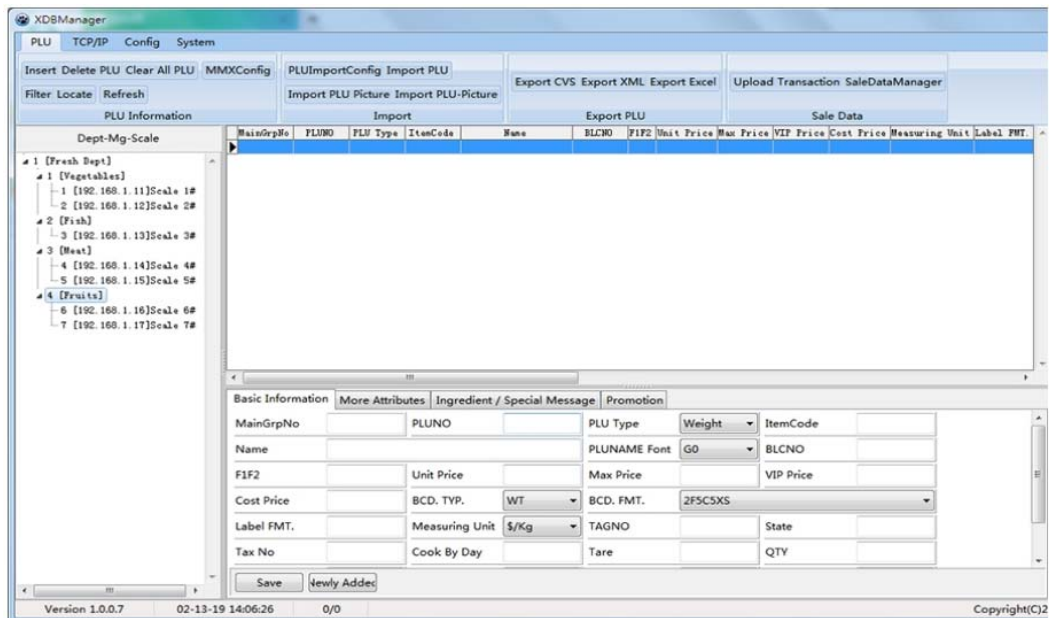 XDBManager
PLU TCP/IP Config System
Insert Delete PLU Clear All PLU MMXConfig PLUImportConfig Import PLU Export CVS Export XML Export Excel Upload Transaction SaleDataManager
Filter Locate Refresh Import PLU Picture Import PLU-Picture
PLU Information Import Export PLU Sale Data
Dept-Mg-Scale
MainGrpNo PLUNO PLU Type ItemCode Name BLCNO F1F2 Unit Price Max Price VIP Price Cost Price Measuring Unit Label FMT.
1 [Fresh Dept]
1 [Vegetables]
1 [192.168.1.11]Scale 1#
2 [192.168.1.12]Scale 2#
2 [Fish]
3 [192.168.1.13]Scale 3#
3 [Meat]
4 [192.168.1.14]Scale 4#
5 [192.168.1.15]Scale 5#
4 [Fruits]
6 [192.168.1.16]Scale 6#
7 [192.168.1.17]Scale 7#
Basic Information More Attributes Ingredient / Special Message Promotion
MainGrpNo PLUNO PLU Type Weight ItemCode
Name PLUNAME Font G0 BLCNO
F1F2 Unit Price Max Price VIP Price
Cost Price BCD. TYP. WT BCD. FMT. 2F5C5XS
Label FMT. Measuring Unit $/Kg TAGNO State
Tax No Cook By Day Tare QTY
Save Newly Added
Version 1.0.0.7 02-13-19 14:06:26 0/0 Copyright(C)2